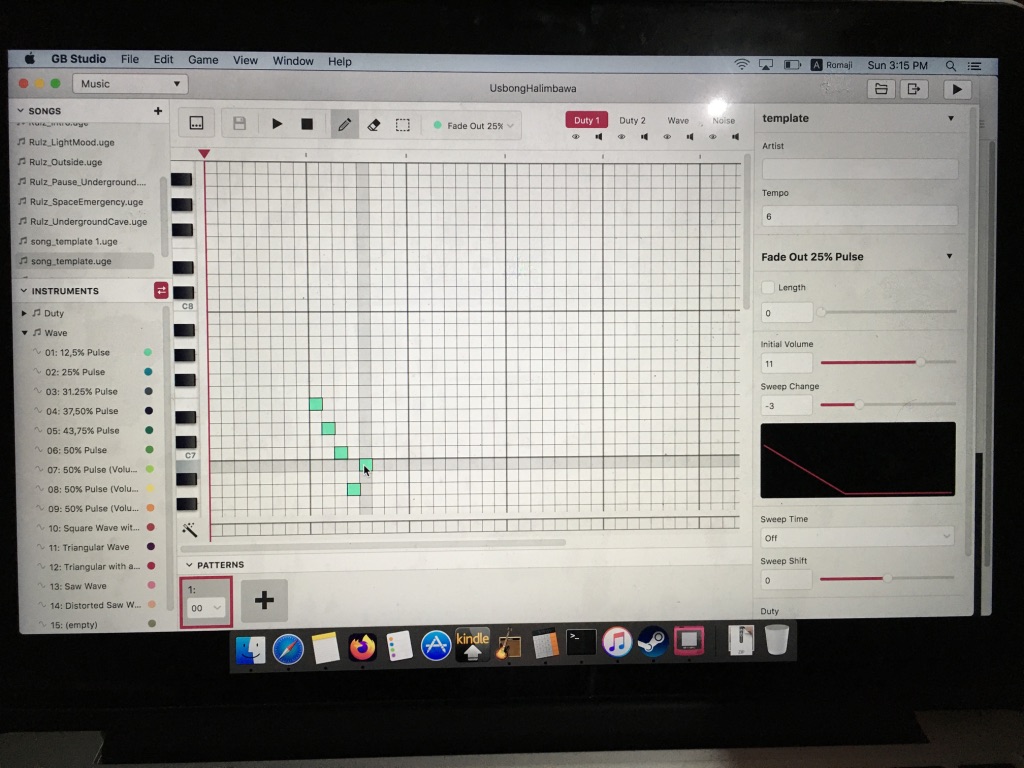 GB Studio File Edit Game View Window Help
Romaji Sun 3:15 PM
Music
UsbongHalimbawa
SONGS +
Rulz_Intro.uge
Rulz_LightMood.uge
Rulz_Outside.uge
Rulz_Pause_Underground....
Rulz_SpaceEmergency.uge
Rulz_UndergroundCave.uge
song_template 1.uge
song_template.uge
INSTRUMENTS
Duty
Wave
01: 12,5% Pulse
02: 25% Pulse
03: 31.25% Pulse
04: 37,50% Pulse
05: 43,75% Pulse
06: 50% Pulse
07: 50% Pulse (Volu...
08: 50% Pulse (Volu...
09: 50% Pulse (Volu...
10: Square Wave wit...
11: Triangular Wave
12: Triangular with a...
13: Saw Wave
14: Distorted Saw W...
15: (empty)
Fade Out 25%
Duty 1 Duty 2 Wave Noise
C8
C7
PATTERNS
1:
00
+
template
Artist
Tempo
6
Fade Out 25% Pulse
Length
0
Initial Volume
11
Sweep Change
-3
Sweep Time
Off
Sweep Shift
0
Duty
kindle